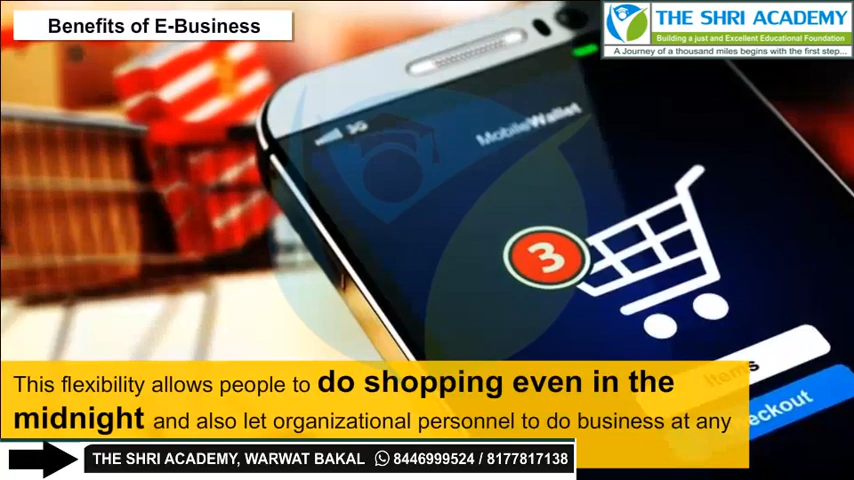 Benefits of E-Business
THE SHRI ACADEMY
Building a just and Excellent Educational Foundation
A Journey of a thousand miles begins with the first step...
3G
MobileWallet
3
Items
eckout
This flexibility allows people to do shopping even in the
midnight and also let organizational personnel to do business at any
THE SHRI ACADEMY, WARWAT BAKAL 8446999524 / 8177817138